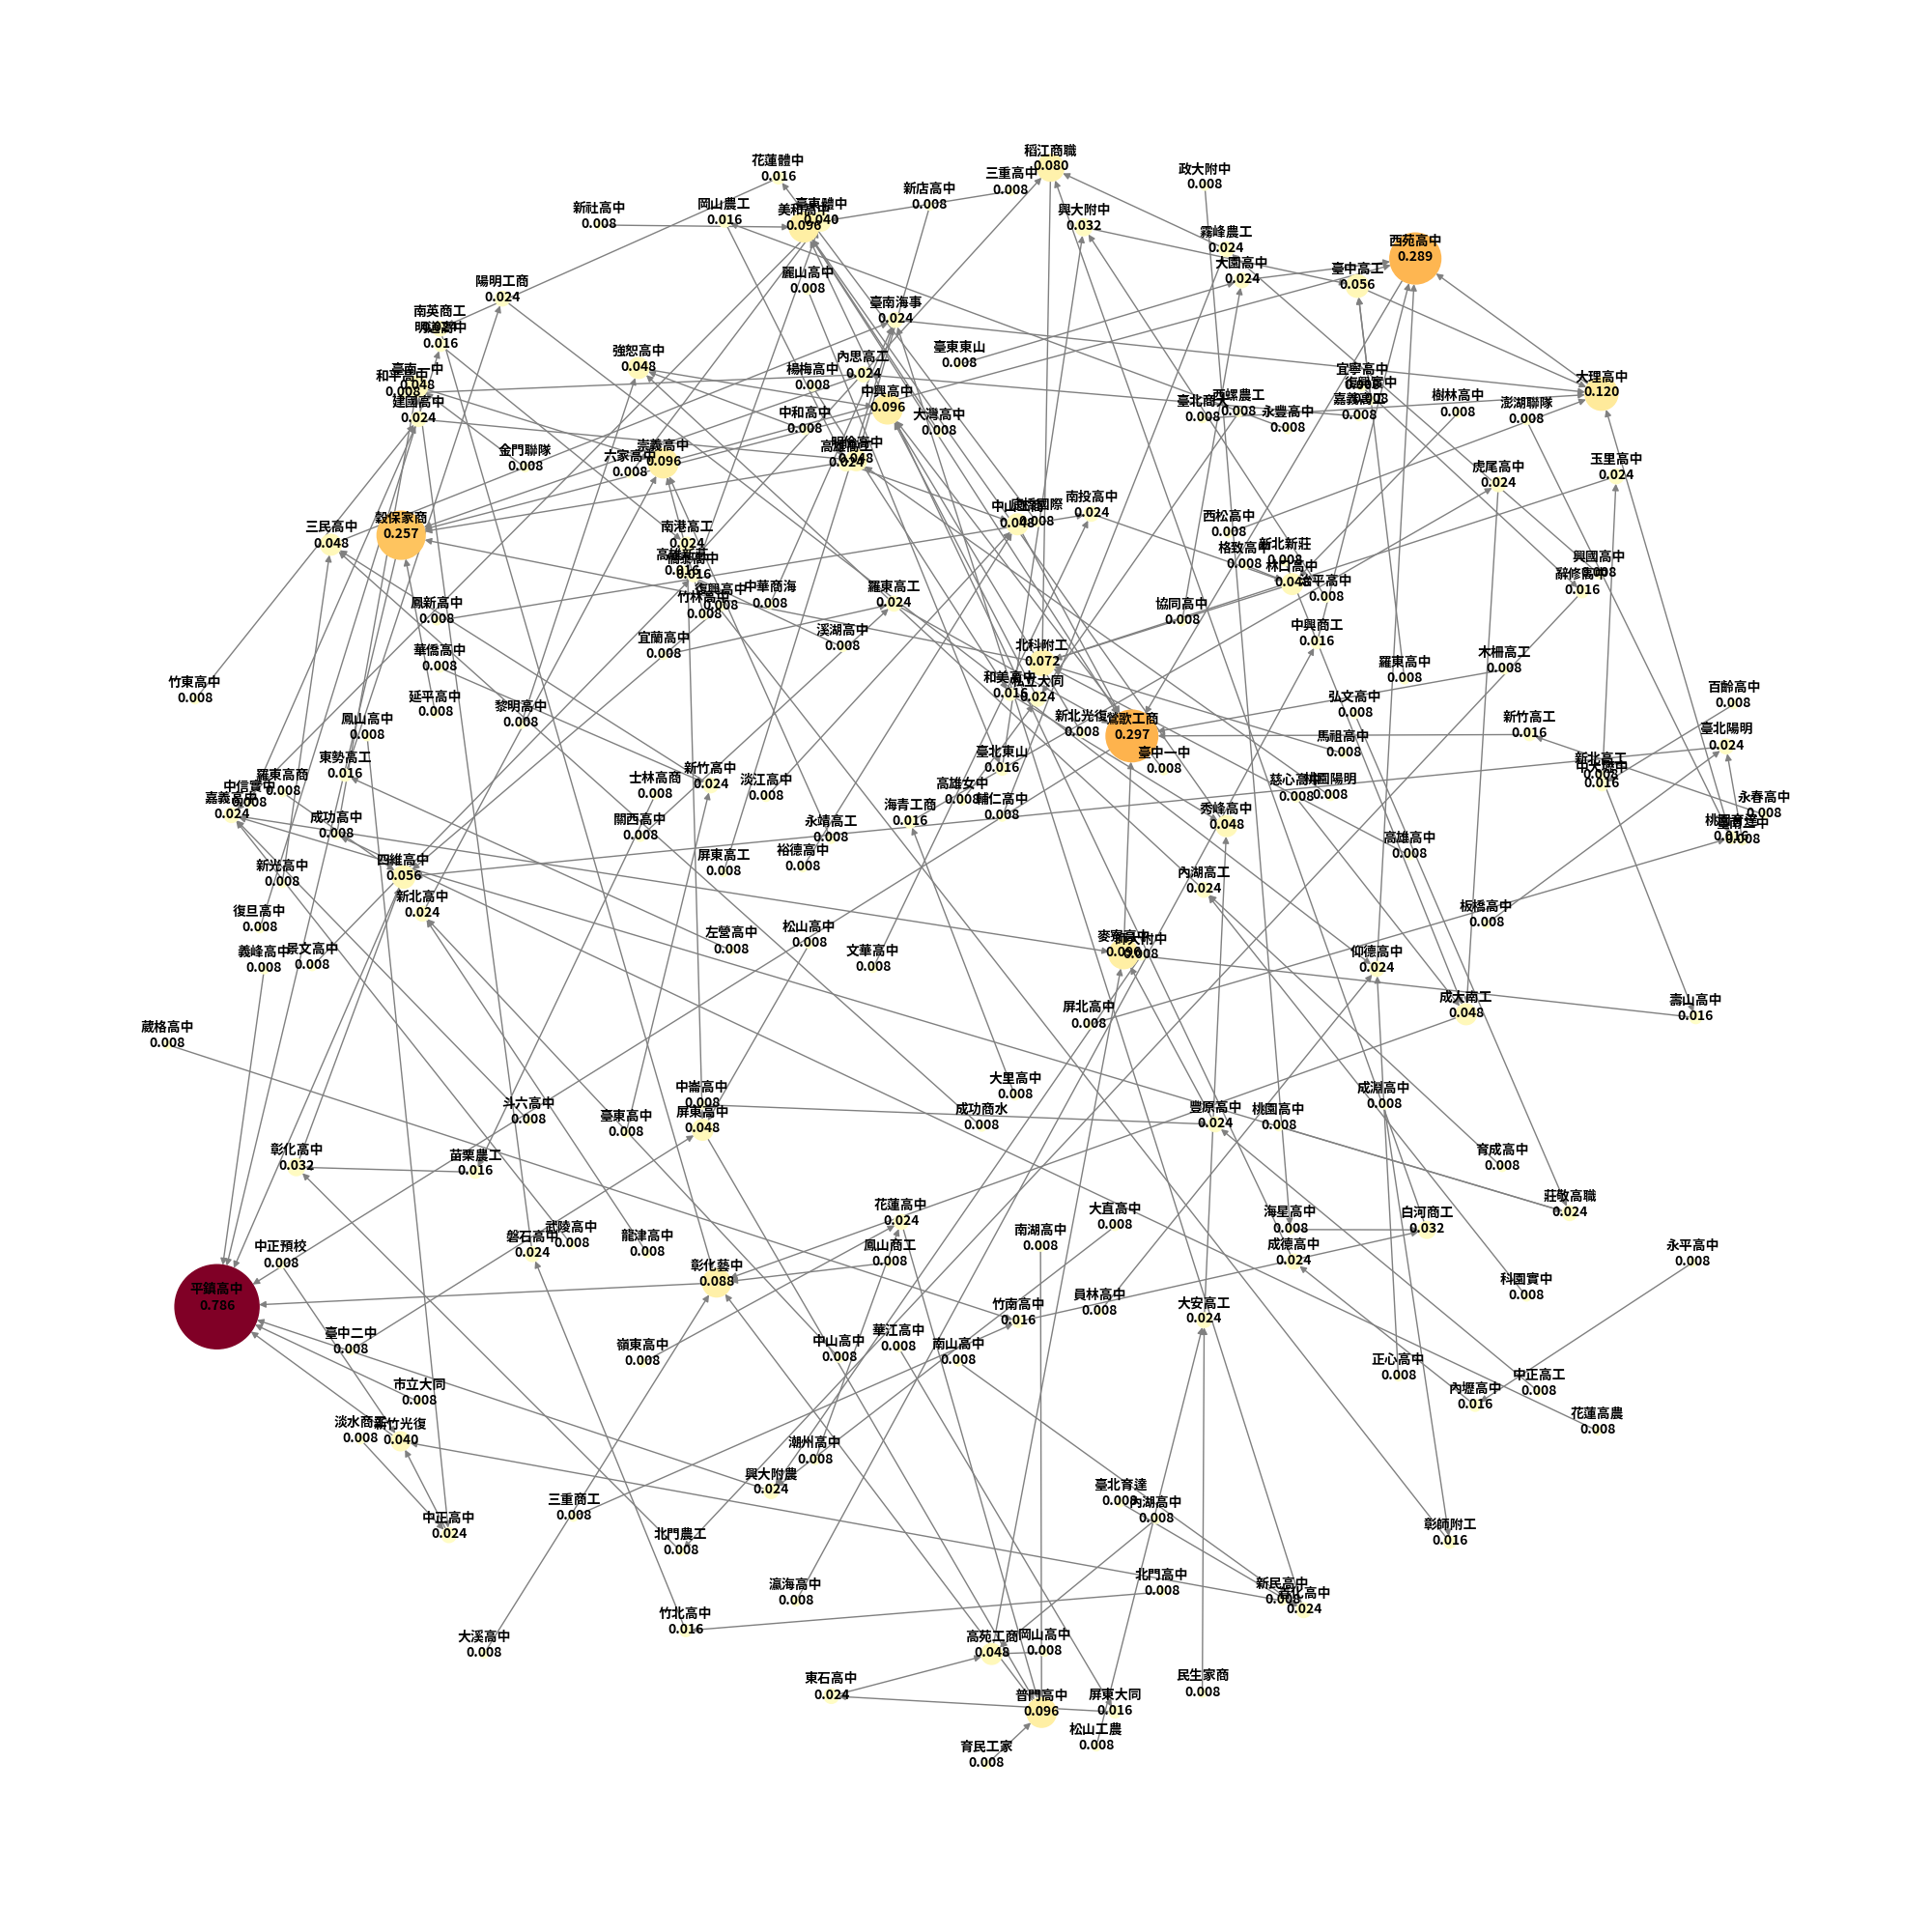 稻江商職
0.080
花蓮體中
0.016
政大附中
0.008
三重高中
0.008
新店高中
0.008
岡山農工
0.016
新社高中
0.008
臺東體中
0.040
美和高中
0.096
興大附中
0.032
霧峰農工
0.024
西苑高中
0.289
大園高中
0.024
臺中高工
0.056
麗山高中
0.008
陽明工商
0.024
臺南海事
0.024
南英商工
明道高中
0.016
臺東東山
0.008
強恕高中
0.048
內思高工
0.024
楊梅高中
0.008
臺南一中
0.048
和平高中
0.008
宜寧高中
大理高中
0.120
中興高中
0.096
建國高中
0.024
西螺農工
0.008
臺北商大
0.008
嘉義高工
0.008
樹林高中
0.008
澎湖聯隊
0.008
永豐高中
0.008
中和高中
0.008
大灣高中
0.008
金門聯隊
0.008
六家高中
0.008
崇義高中
0.096
明倫高中
0.048
高雄高工
0.024
玉里高中
0.024
虎尾高中
0.024
南投高中
0.024
中山工商
0.048
康橋國際
0.008
西松高中
0.008
穀保家商
0.257
三民高中
0.048
南港高工
0.024
格致高中
0.008
新北新莊
0.008
林口高中
0.048
治平高中
0.008
興國高中
0.008
辭修高中
0.016
高雄新莊
0.016
僑泰高中
0.016
復興高中
0.008
竹林高中
0.008
中華商海
0.008
羅東高工
0.024
鳳新高中
0.008
協同高中
0.008
中興商工
0.016
溪湖高中
0.008
宜蘭高中
0.008
華僑高中
0.008
北科附工
0.072
木柵高工
0.008
羅東高中
0.008
竹東高中
0.008
延平高中
0.008
和美高中
0.016
私立大同
0.024
百齡高中
0.008
弘文高中
0.008
黎明高中
0.008
鳳山高中
0.008
新北光復
0.008
鶯歌工商
0.297
新竹高工
0.016
臺北陽明
0.024
馬祖高中
0.008
東勢高工
0.016
臺中一中
0.008
臺北東山
0.016
新北高工
0.008
中大壢中
0.016
羅東高商
0.008
中信實中
0.008
嘉義高中
0.024
士林高商
0.008
新竹高中
0.024
淡江高中
0.008
高雄女中
0.008
慈心高中
0.008
桃園陽明
0.008
永春高中
0.008
輔仁高中
0.008
海青工商
0.016
成功高中
0.008
關西高中
0.008
永靖高工
0.008
秀峰高中
0.048
桃園育達
0.016
臺南二中
0.008
高雄高中
0.008
裕德高中
0.008
屏東高工
0.008
新光高中
0.008
四維高中
0.056
內湖高工
0.024
新北高中
0.024
復旦高中
0.008
板橋高中
0.008
左營高中
0.008
松山高中
0.008
麥寮高中
0.096
師大附中
0.008
義峰高中
0.008
景文高中
0.008
文華高中
0.008
仰德高中
0.024
成大南工
0.048
壽山高中
0.016
屏北高中
0.008
葳格高中
0.008
大里高中
0.008
中崙高中
0.008
屏東高中
0.048
斗六高中
0.008
臺東高中
0.008
成功商水
0.008
豐原高中
0.024
桃園高中
0.008
成淵高中
0.008
彰化高中
0.032
苗栗農工
0.016
育成高中
0.008
莊敬高職
0.024
花蓮高中
0.024
大直高中
0.008
海星高中
0.008
白河商工
0.032
武陵高中
0.008
磐石高中
0.024
龍津高中
0.008
南湖高中
0.008
鳳山商工
0.008
成德高中
0.024
永平高中
0.008
中正預校
0.008
彰化藝中
0.088
科園實中
0.008
平鎮高中
0.786
員林高中
0.008
竹南高中
0.016
大安高工
0.024
臺中二中
0.008
嶺東高中
0.008
中山高中
0.008
華江高中
0.008
南山高中
0.008
正心高中
0.008
中正高工
0.008
市立大同
0.008
內壢高中
0.016
花蓮高農
0.008
淡水商工
0.008
新竹光復
0.040
潮州高中
0.008
興大附農
0.024
臺北育達
0.008
內湖高中
0.008
三重商工
0.008
中正高中
0.024
北門農工
0.008
彰師附工
0.016
北門高中
0.008
瀛海高中
0.008
新民高中
0.008
善化高中
0.024
竹北高中
0.016
大溪高中
0.008
高苑工商
0.048
岡山高中
0.008
東石高中
0.024
民生家商
0.008
普門高中
0.096
屏東大同
0.016
松山工農
0.008
育民工家
0.008